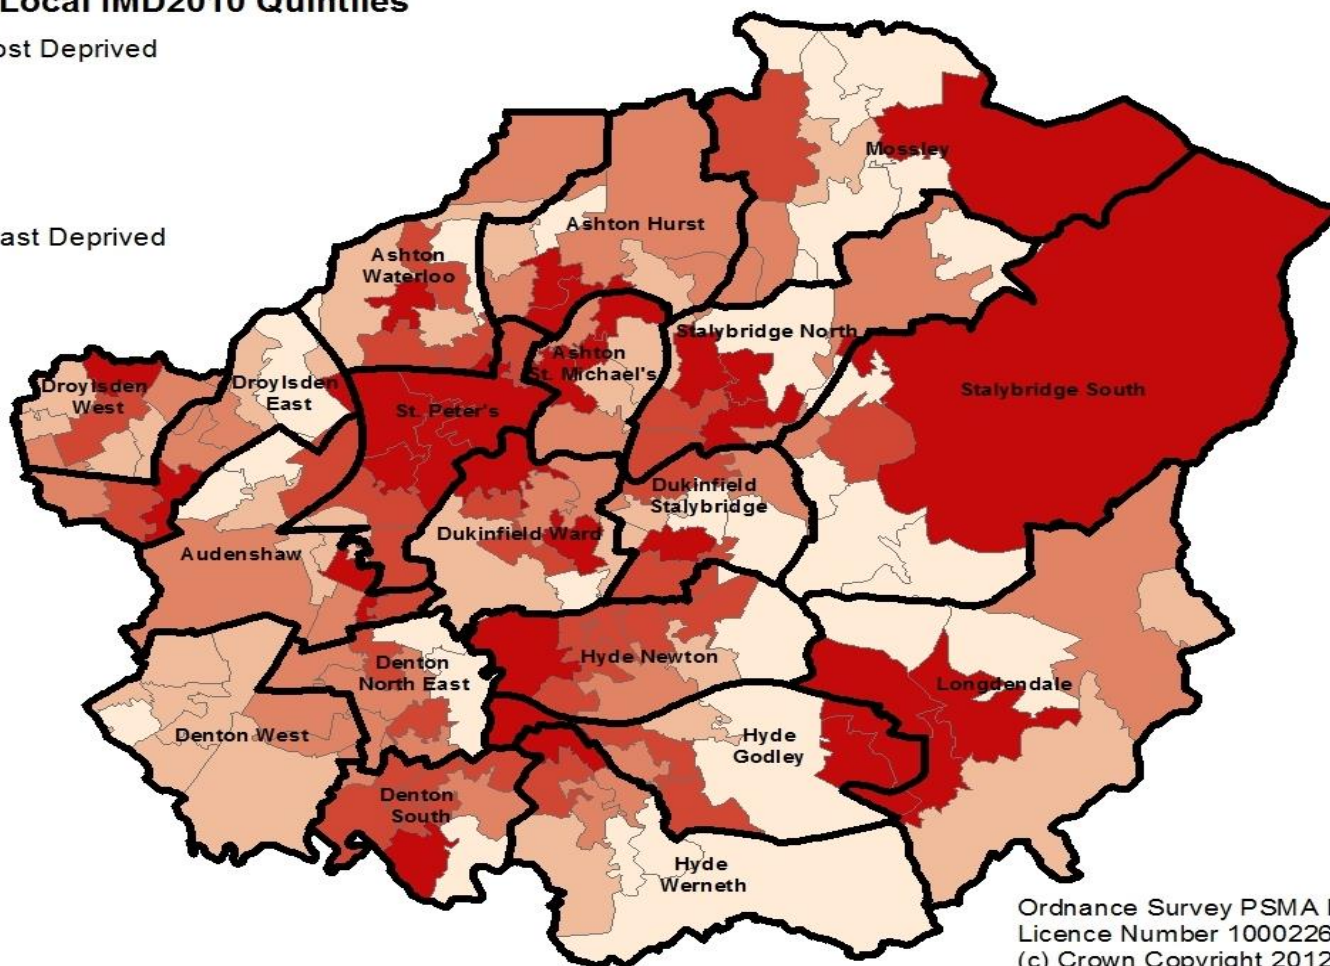 Local IMD2010 Quintiles
ost Deprived
ast Deprived
Mossley
Ashton Hurst
Ashton
Waterloo
Stalybridge North
Ashton
St. Michael's
Droylsden
West
Droylsden
East
St. Peter's
Stalybridge South
Dukinfield
Stalybridge
Dukinfield Ward
Audenshaw
Hyde Newton
Denton
North East
Longdendale
Denton West
Hyde
Godley
Denton
South
Hyde
Werneth
Ordnance Survey PSMA
Licence Number 1000226
(c) Crown Copyright 2012